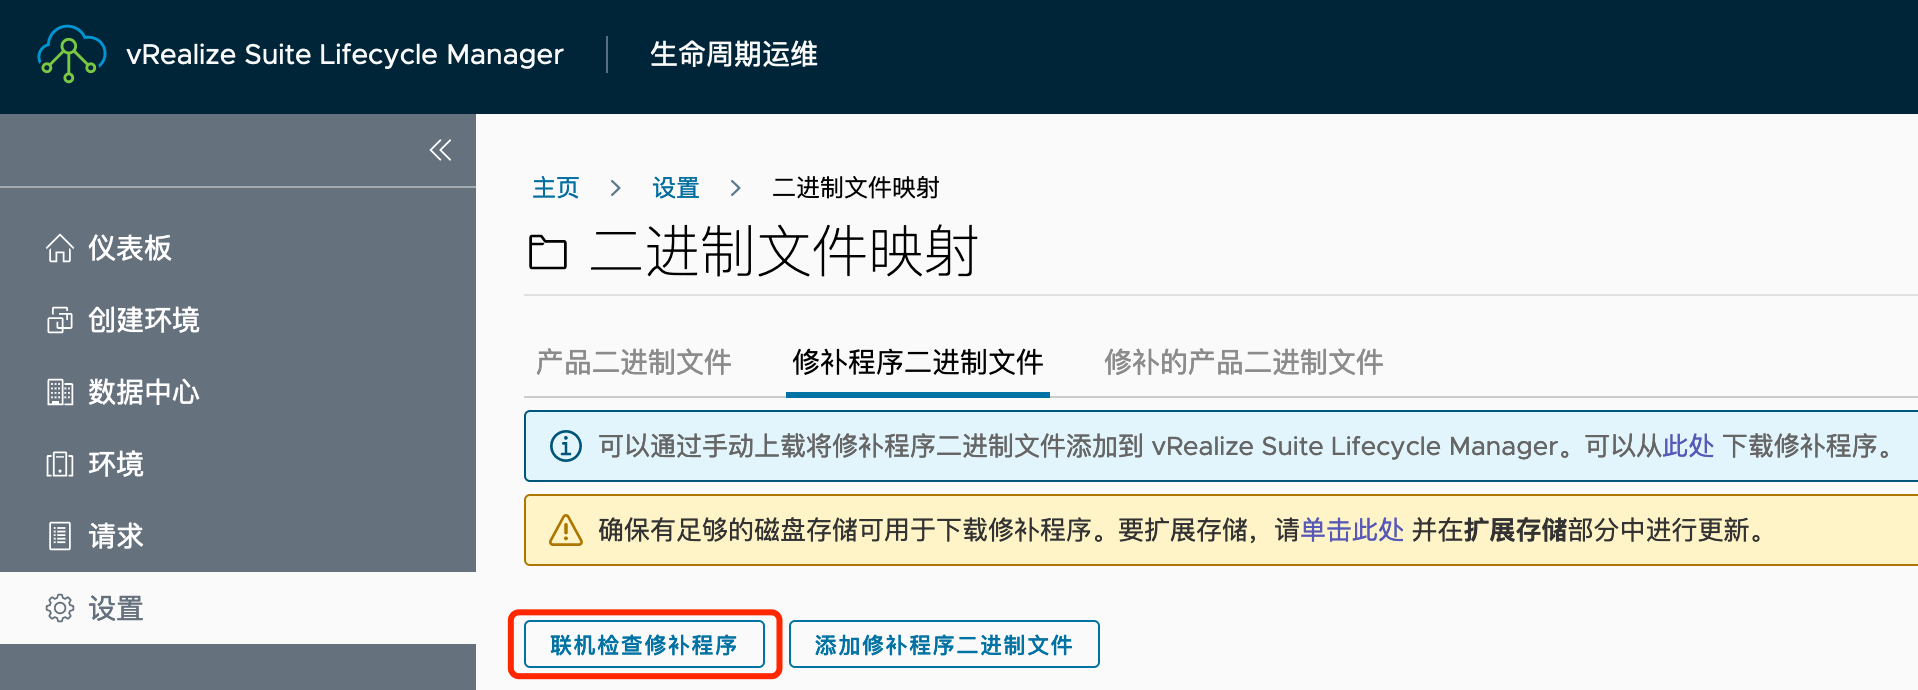 vRealize Suite Lifecycle Manager
生命周期运维
仪表板
创建环境
数据中心
环境
请求
设置
主页 > 设置 > 二进制文件映射
二进制文件映射
产品二进制文件 修补程序二进制文件 修补的产品二进制文件
可以通过手动上载将修补程序二进制文件添加到 vRealize Suite Lifecycle Manager。可以从此处 下载修补程序。
确保有足够的磁盘存储可用于下载修补程序。要扩展存储，请单击此处 并在扩展存储部分中进行更新。
联机检查修补程序 添加修补程序二进制文件